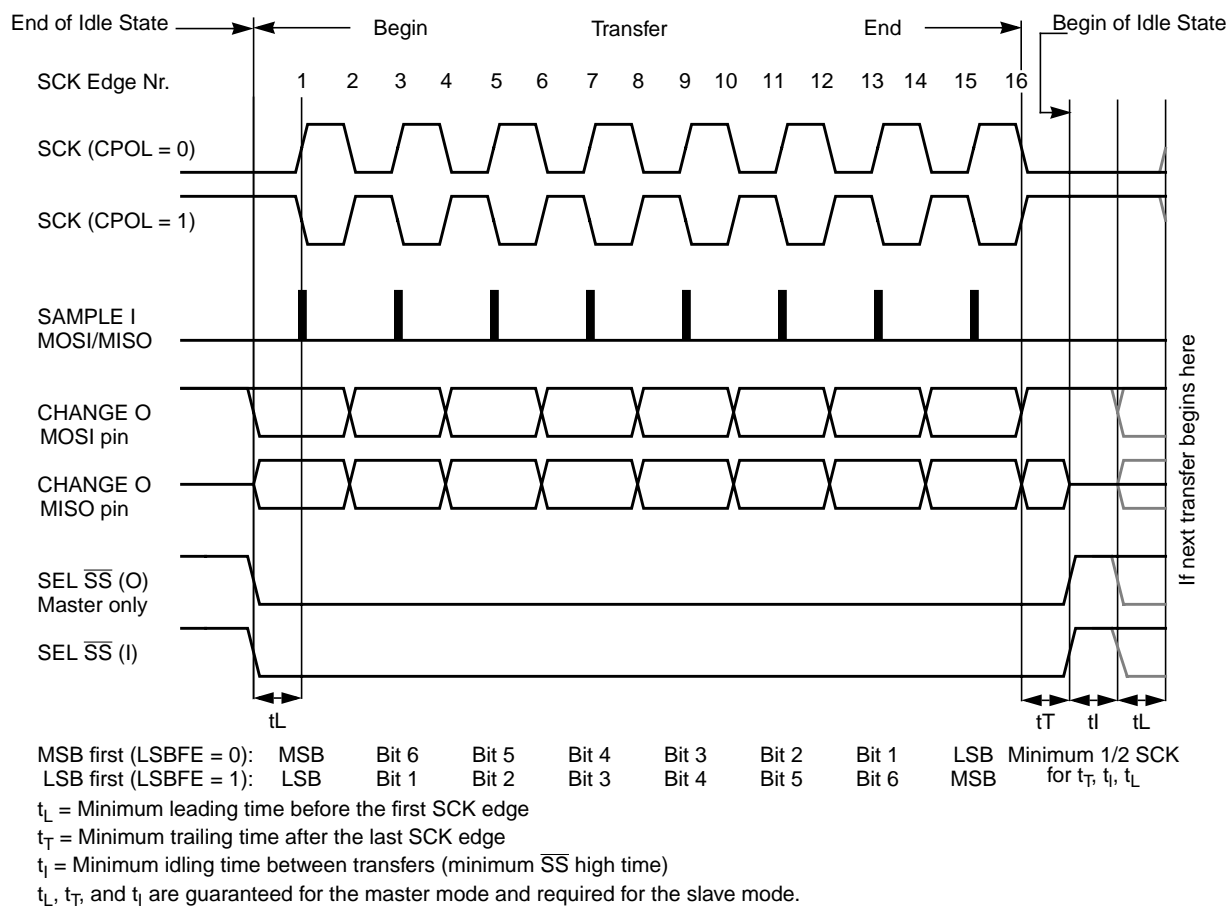 End of Idle State
Begin
Transfer
End
Begin of Idle State
SCK Edge Nr.
1 2 3 4 5 6 7 8 9 10 11 12 13 14 15 16
SCK (CPOL = 0)
SCK (CPOL = 1)
SAMPLE I
MOSI/MISO
CHANGE O
MOSI pin
CHANGE O
MISO pin
SEL SS (O)
Master only
SEL SS (I)
If next transfer begins here
tL
tT tI tL
MSB first (LSBFE = 0): MSB Bit 6 Bit 5 Bit 4 Bit 3 Bit 2 Bit 1 LSB Minimum 1/2 SCK
LSB first (LSBFE = 1): LSB Bit 1 Bit 2 Bit 3 Bit 4 Bit 5 Bit 6 MSB for tT, tI, tL
tL = Minimum leading time before the first SCK edge
tT = Minimum trailing time after the last SCK edge
tI = Minimum idling time between transfers (minimum SS high time)
tL, tT, and tI are guaranteed for the master mode and required for the slave mode.